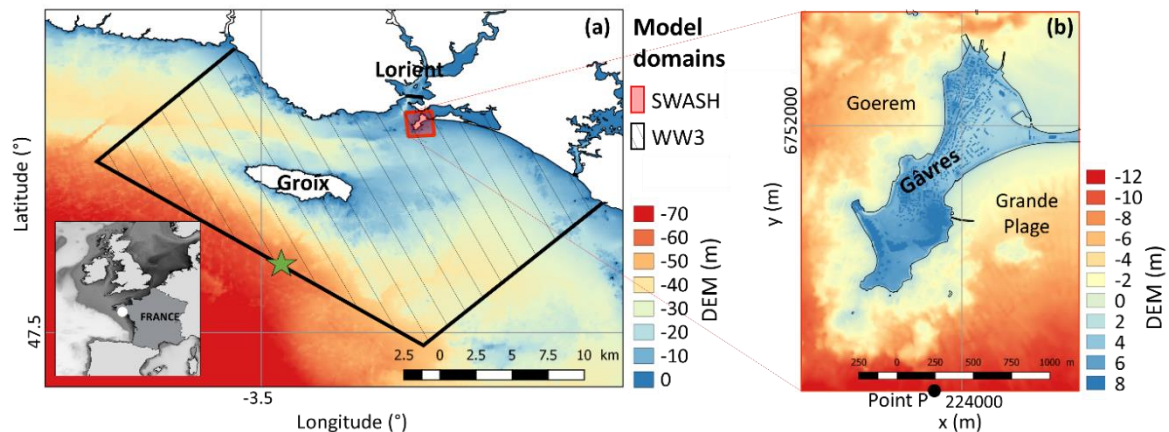 (a)
Model
domains
SWASH
WW3
Lorient
Groix
FRANCE
Latitude (°)
47.5
-3.5
Longitude (°)
2.5 0 2.5 5 7.5 10 km
-70
-60
-50
-40
-30
-20
-10
0
DEM (m)
(b)
Goerem
Gâvres
Grande
Plage
6752000
y (m)
250 0 250 500 750 1000 m
Point P
224000
x (m)
-12
-10
-8
-6
-4
-2
0
2
4
6
8
DEM (m)